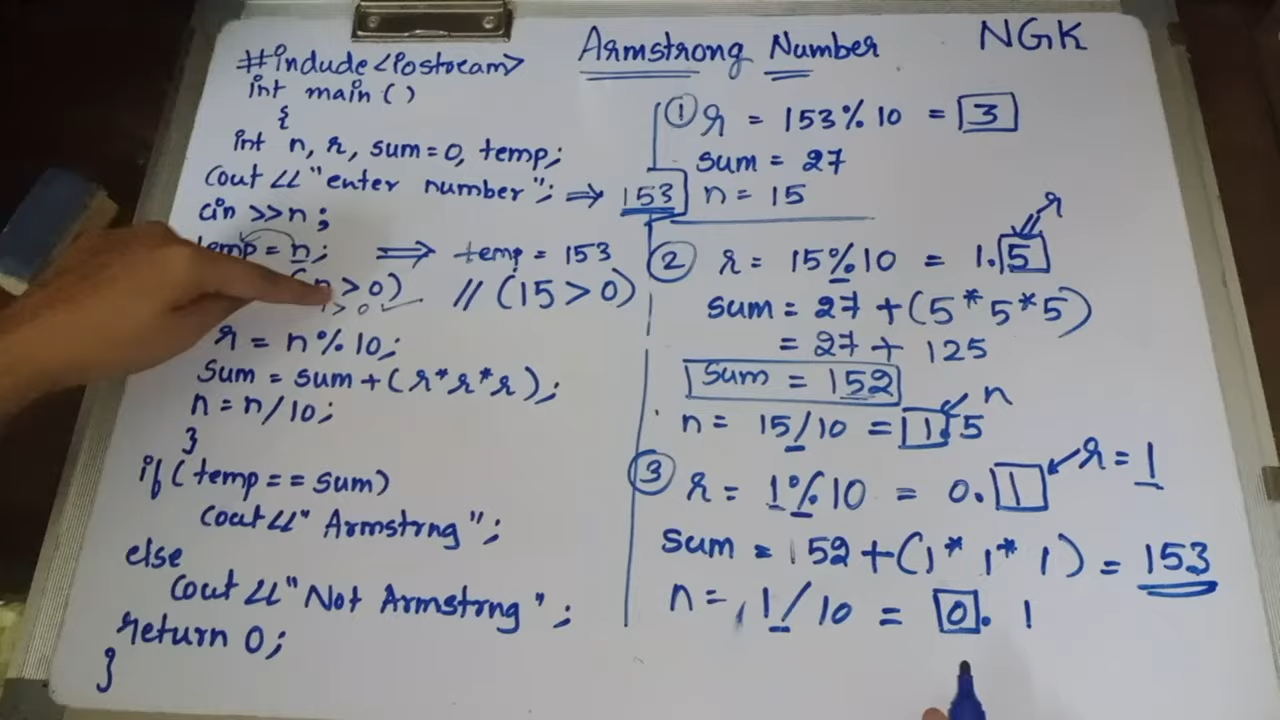 Armstrong Number
NGK
#include<iostream>
int main()
{
int n, r, sum=0, temp;
cout<<"enter number"; ⇒ 153
cin >>n;
temp = n; ⇒ temp = 153
(n>0) // (15>0)
n>0 ✓
r = n%10;
sum = sum+(r*r*r);
n=n/10;
}
if(temp==sum)
cout<<" Armstrng ";
else
cout<<"Not Armstrng ";
return 0;
}
① r = 153%10 = 3
sum = 27
n = 15
r
② r = 15%10 = 1.5
sum = 27+(5*5*5)
= 27+ 125
sum = 152
n
n= 15/10 = 1.5
③ r = 1%10 = 0.1 r=1
sum = 152+(1*1*1) = 153
n= 1/10 = 0.1